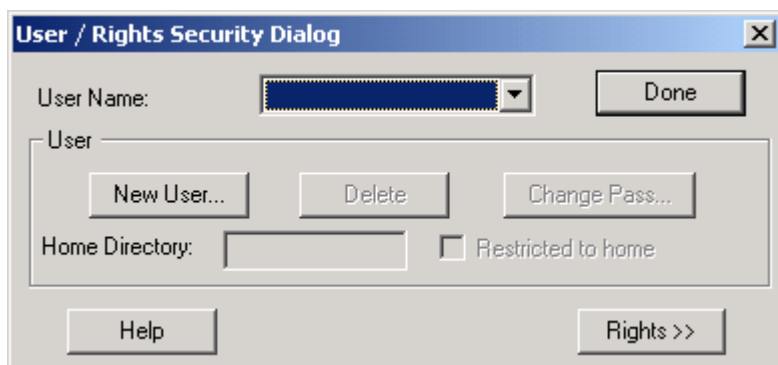 User / Rights Security Dialog
User Name:
Done
User
New User...
Delete
Change Pass...
Home Directory:
Restricted to home
Help
Rights >>